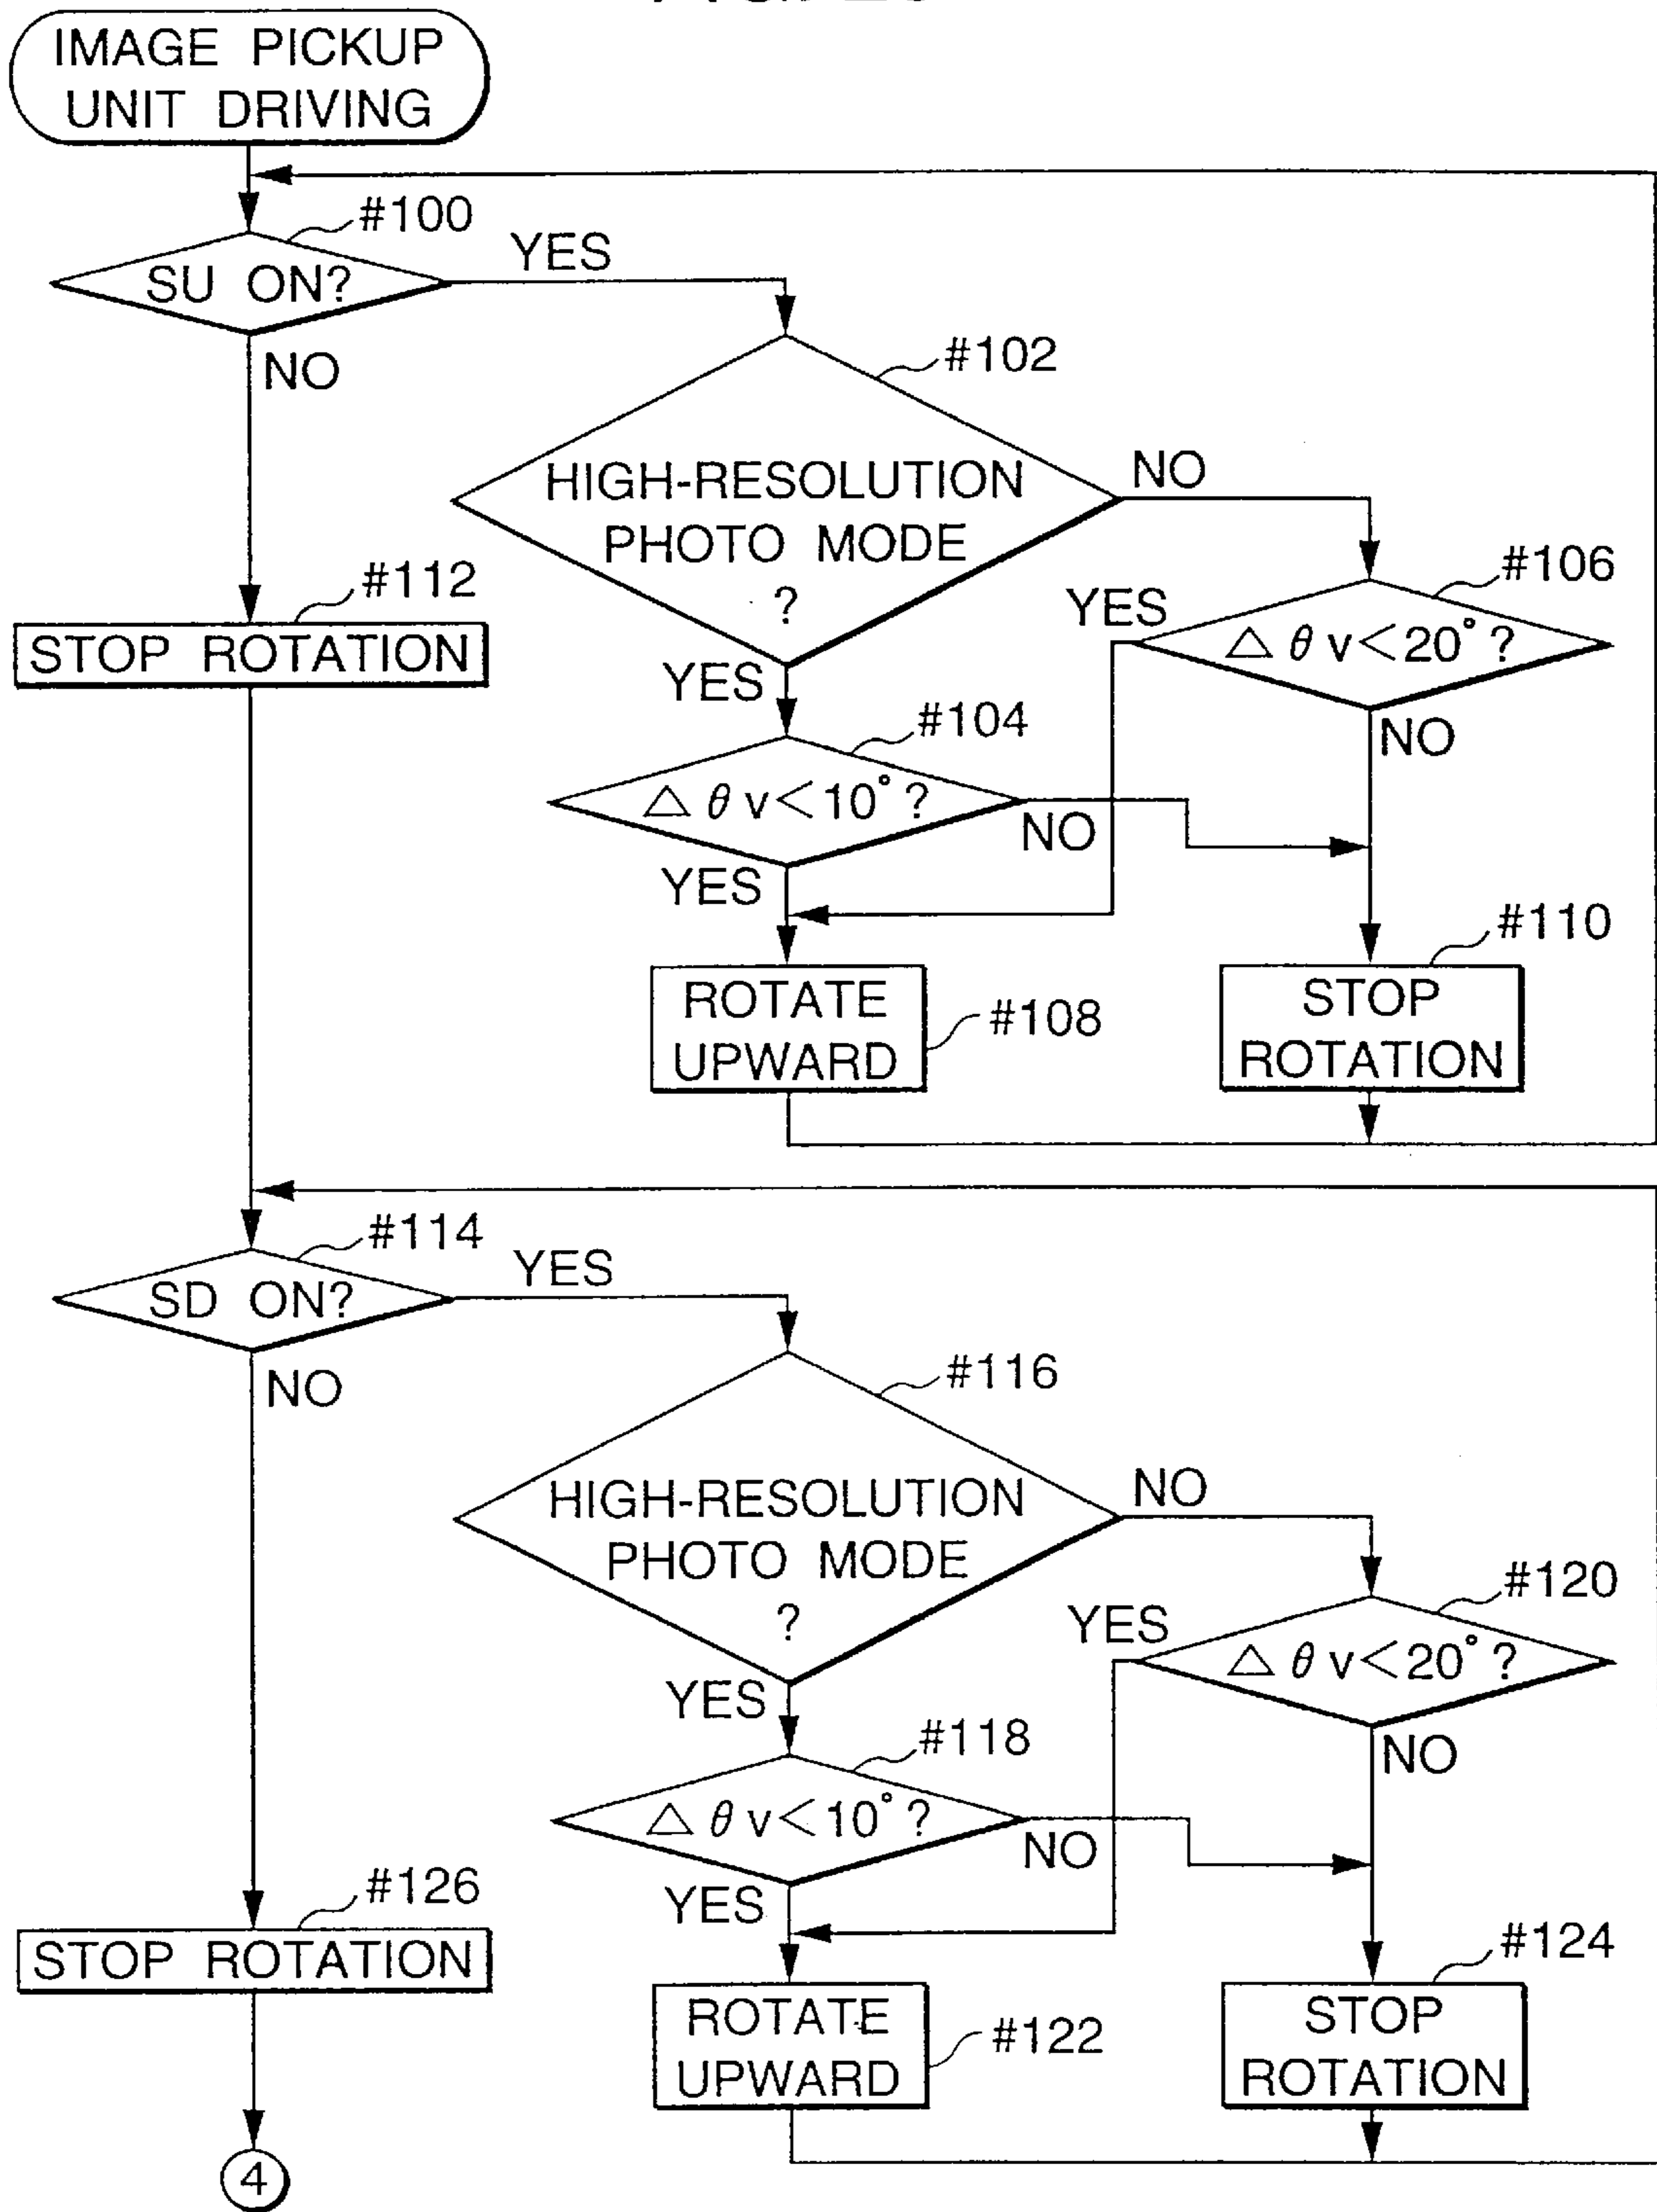 IMAGE PICKUP
UNIT DRIVING
#100
SU ON?
YES
NO
#102
HIGH-RESOLUTION
PHOTO MODE
?
NO
YES
#106
△ θ v<20°?
YES
NO
#112
STOP ROTATION
#104
△ θ v<10°?
NO
YES
#108
ROTATE
UPWARD
#110
STOP
ROTATION
#114
SD ON?
YES
NO
#116
HIGH-RESOLUTION
PHOTO MODE
?
NO
YES
#120
△ θ v<20°?
YES
NO
#118
△ θ v<10°?
NO
YES
#126
STOP ROTATION
#122
ROTATE
UPWARD
#124
STOP
ROTATION
4